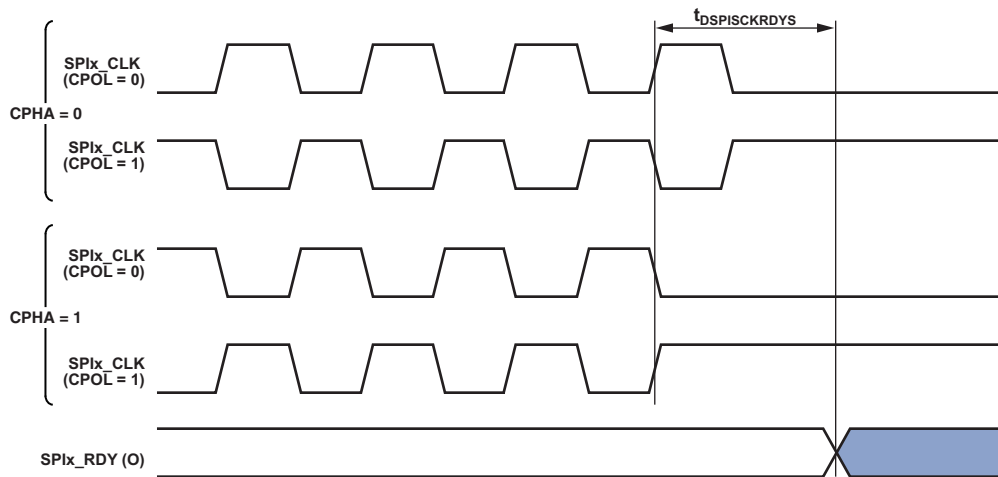 tDSPISCKRDYS
SPIx_CLK
(CPOL = 0)
CPHA = 0
SPIx_CLK
(CPOL = 1)
SPIx_CLK
(CPOL = 0)
CPHA = 1
SPIx_CLK
(CPOL = 1)
SPIx_RDY (O)